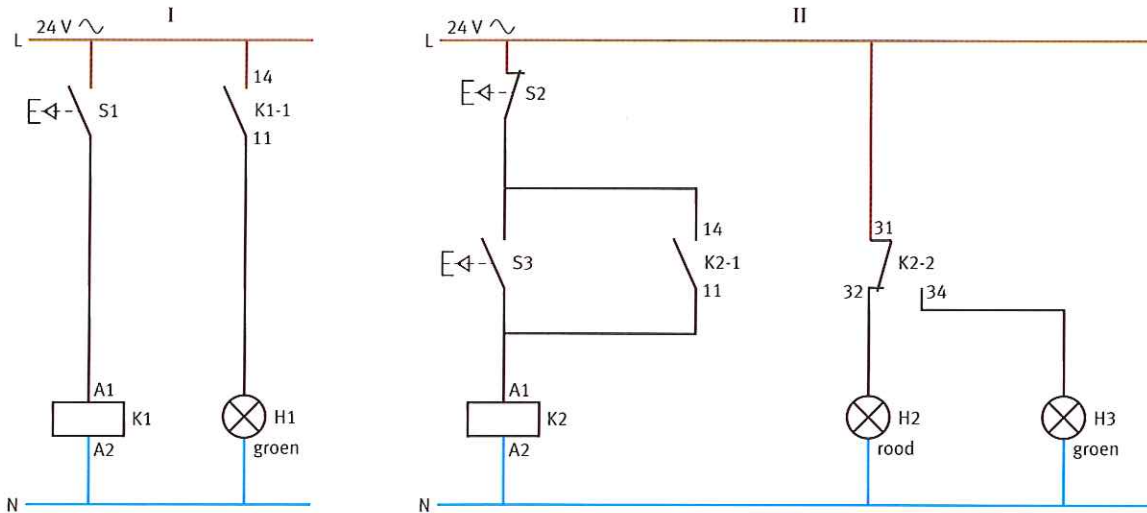 I
24 V
L
S1
14
K1-1
11
A1
K1
A2
H1
groen
N
II
24 V
L
S2
S3
14
K2-1
11
A1
K2
A2
31
K2-2
32
34
H2
rood
H3
groen
N